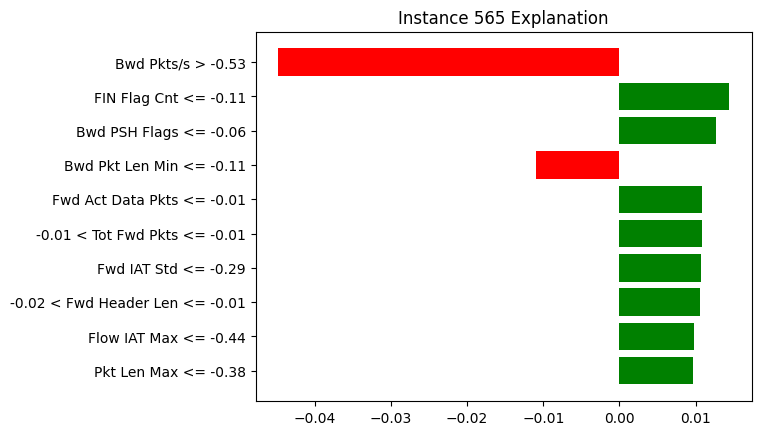 Instance 565 Explanation
Bwd Pkts/s > -0.53
FIN Flag Cnt <= -0.11
Bwd PSH Flags <= -0.06
Bwd Pkt Len Min <= -0.11
Fwd Act Data Pkts <= -0.01
-0.01 < Tot Fwd Pkts <= -0.01
Fwd IAT Std <= -0.29
-0.02 < Fwd Header Len <= -0.01
Flow IAT Max <= -0.44
Pkt Len Max <= -0.38
−0.04 −0.03 −0.02 −0.01 0.00 0.01